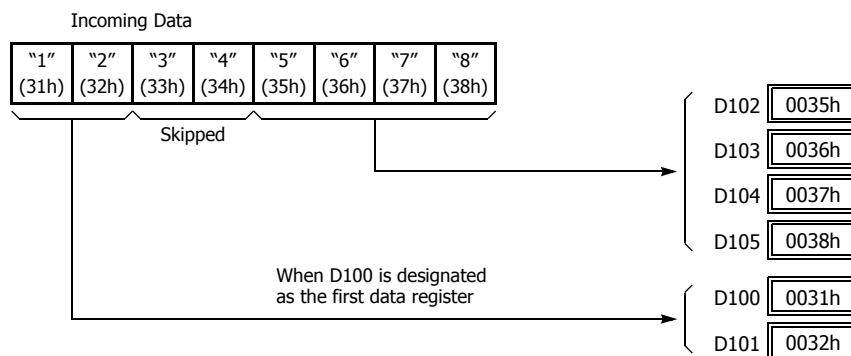 Incoming Data
“1” “2” “3” “4” “5” “6” “7” “8”
(31h) (32h) (33h) (34h) (35h) (36h) (37h) (38h)
Skipped
D102 0035h
D103 0036h
D104 0037h
D105 0038h
When D100 is designated
as the first data register
D100 0031h
D101 0032h